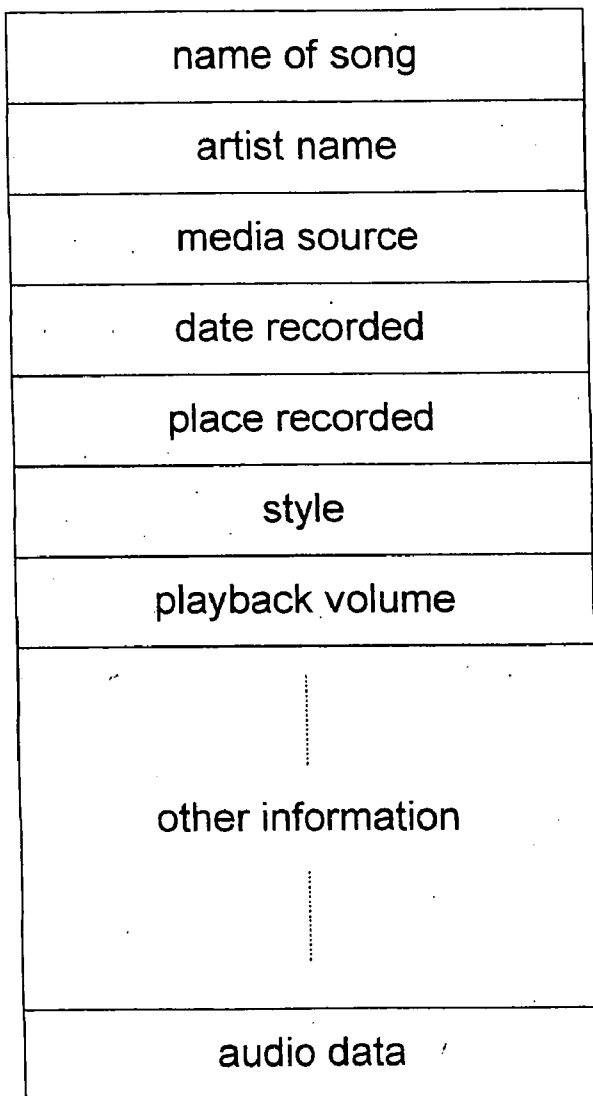 name of song
artist name
media source
date recorded
place recorded
style
playback volume
other information
audio data